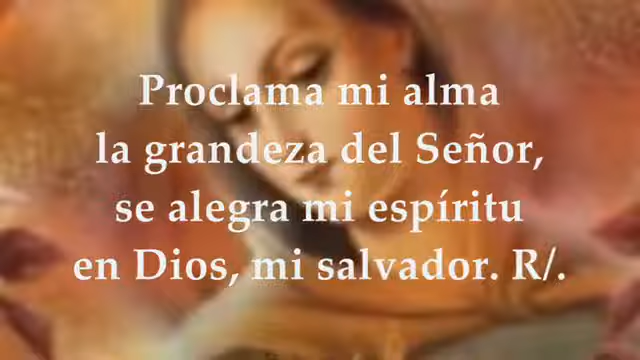 Proclama mi alma
la grandeza del Señor,
se alegra mi espíritu
en Dios, mi salvador. R/.